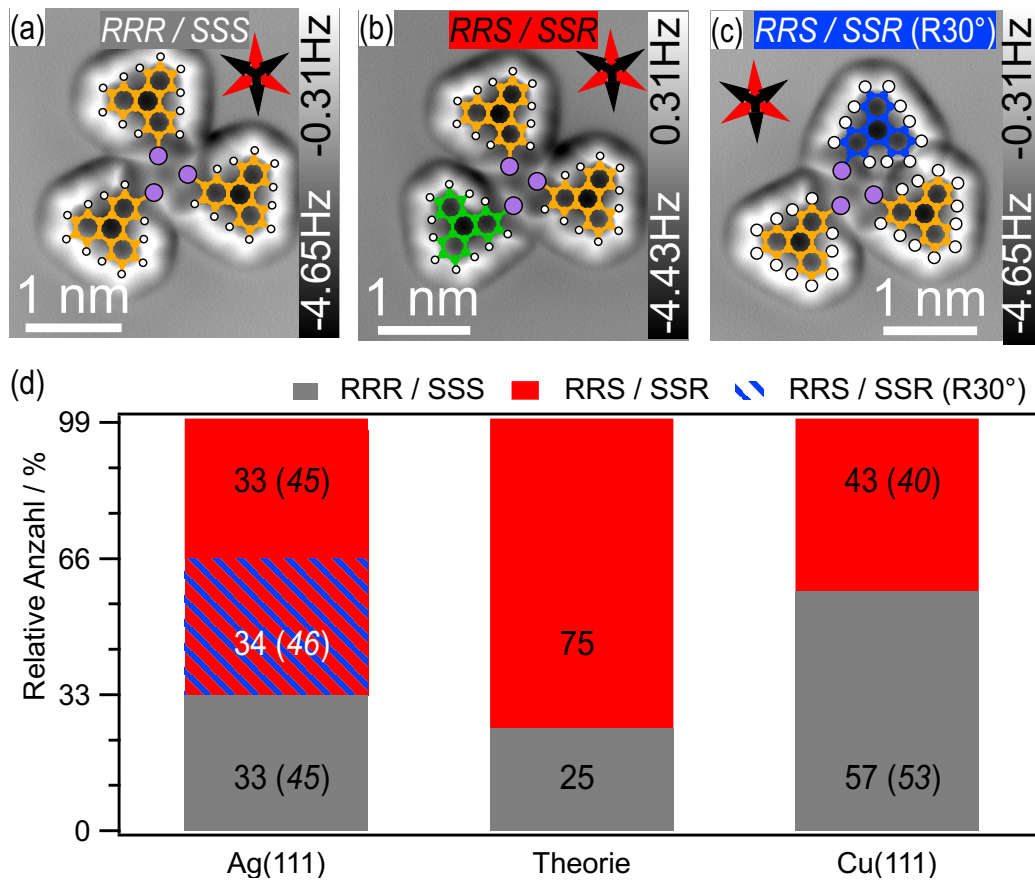 (a) RRR / SSS
-0.31Hz
-4.65Hz
1 nm
(b) RRS / SSR
0.31Hz
-4.43Hz
1 nm
(c) RRS / SSR (R30°)
-0.31Hz
-4.65Hz
1 nm
(d)
RRR / SSS RRS / SSR RRS / SSR (R30°)
Relative Anzahl / %
99
66
33
0
33 (45)
34 (46)
33 (45)
75
25
43 (40)
57 (53)
Ag(111) Theorie Cu(111)